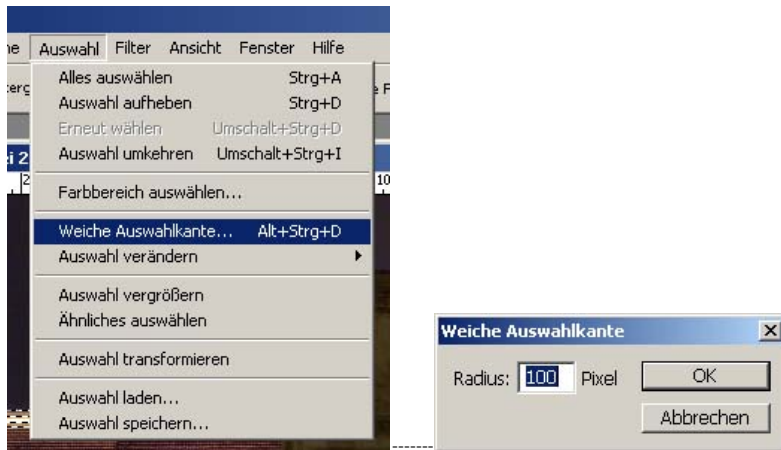 Auswahl Filter Ansicht Fenster Hilfe
Alles auswählen Strg+A
Auswahl aufheben Strg+D
Erneut wählen Umschalt+Strg+D
Auswahl umkehren Umschalt+Strg+I
Farbbereich auswählen...
Weiche Auswahlkante... Alt+Strg+D
Auswahl verändern
Auswahl vergrößern
Ähnliches auswählen
Auswahl transformieren
Auswahl laden...
Auswahl speichern...
Weiche Auswahlkante
Radius: 100 Pixel OK
Abbrechen